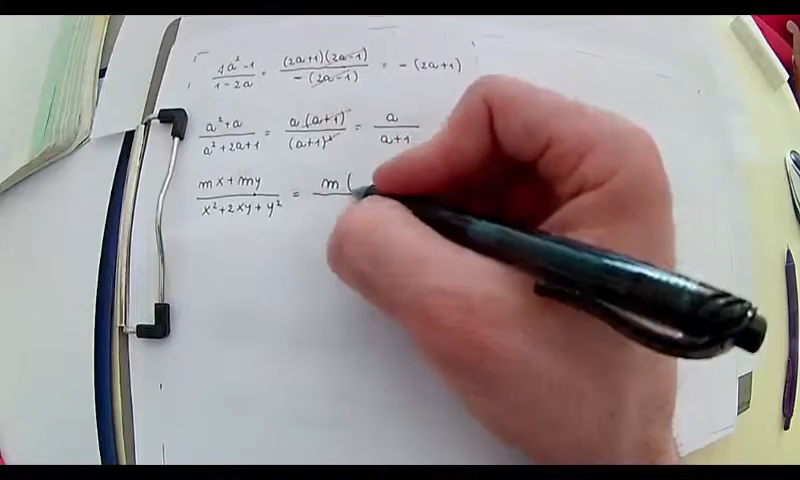 4a²-1 / 1-2a = (2a+1)(2a-1) / -(2a-1) = -(2a+1)
a²+a / a²+2a+1 = a(a+1) / (a+1)² = a / a+1
mx+my / x²+2xy+y² = m(